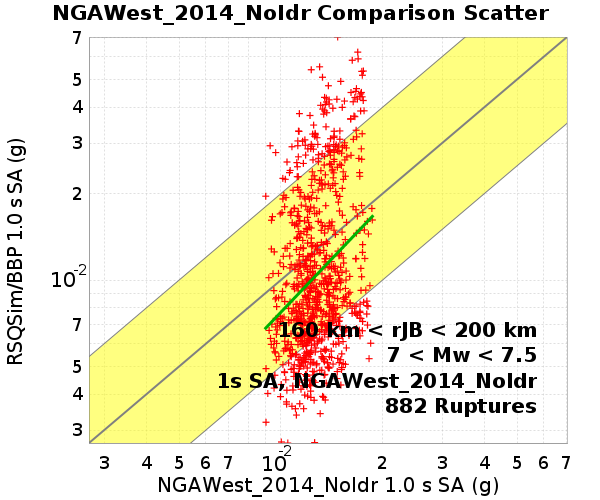 NGAWest_2014_NoIdr Comparison Scatter
RSQSim/BBP 1.0 s SA (g)
7
5
4
3
2
10^-2
7
5
4
3
160 km < rJB < 200 km
7 < Mw < 7.5
1s SA, NGAWest_2014_NoIdr
882 Ruptures
3 4 5 6 7 10^-2 2 3 4 5 6 7
NGAWest_2014_NoIdr 1.0 s SA (g)